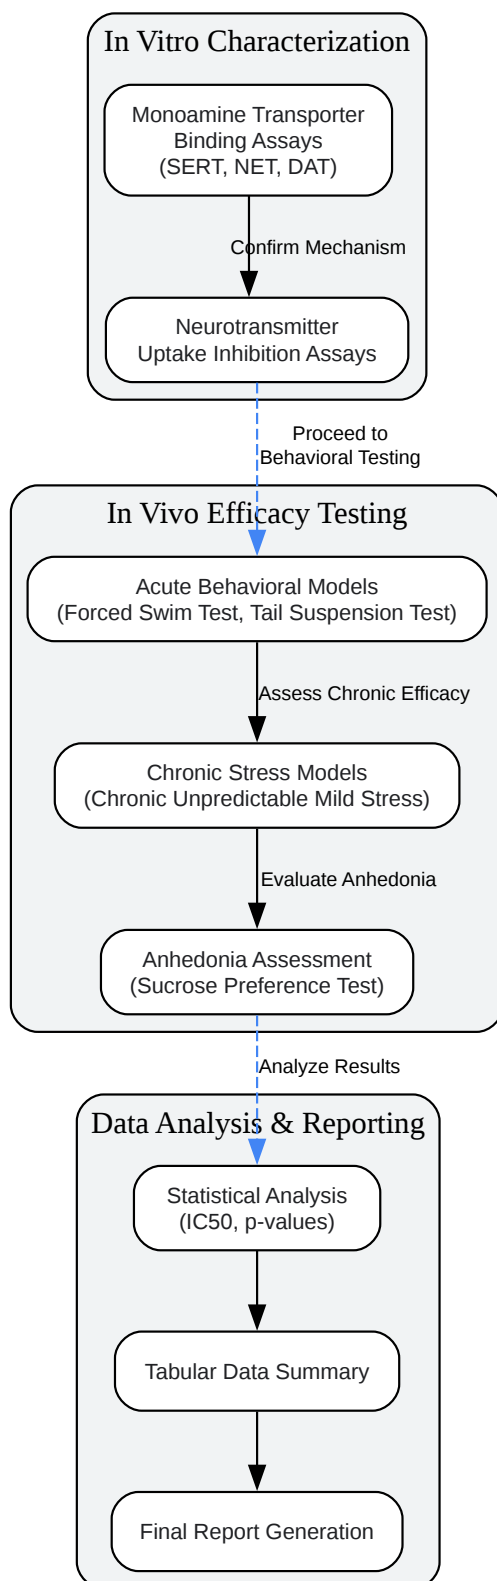 In Vitro Characterization
Monoamine Transporter
Binding Assays
(SERT, NET, DAT)
Confirm Mechanism
Neurotransmitter
Uptake Inhibition Assays
Proceed to
Behavioral Testing
In Vivo Efficacy Testing
Acute Behavioral Models
(Forced Swim Test, Tail Suspension Test)
Assess Chronic Efficacy
Chronic Stress Models
(Chronic Unpredictable Mild Stress)
Evaluate Anhedonia
Anhedonia Assessment
(Sucrose Preference Test)
Analyze Results
Data Analysis & Reporting
Statistical Analysis
(IC50, p-values)
Tabular Data Summary
Final Report Generation